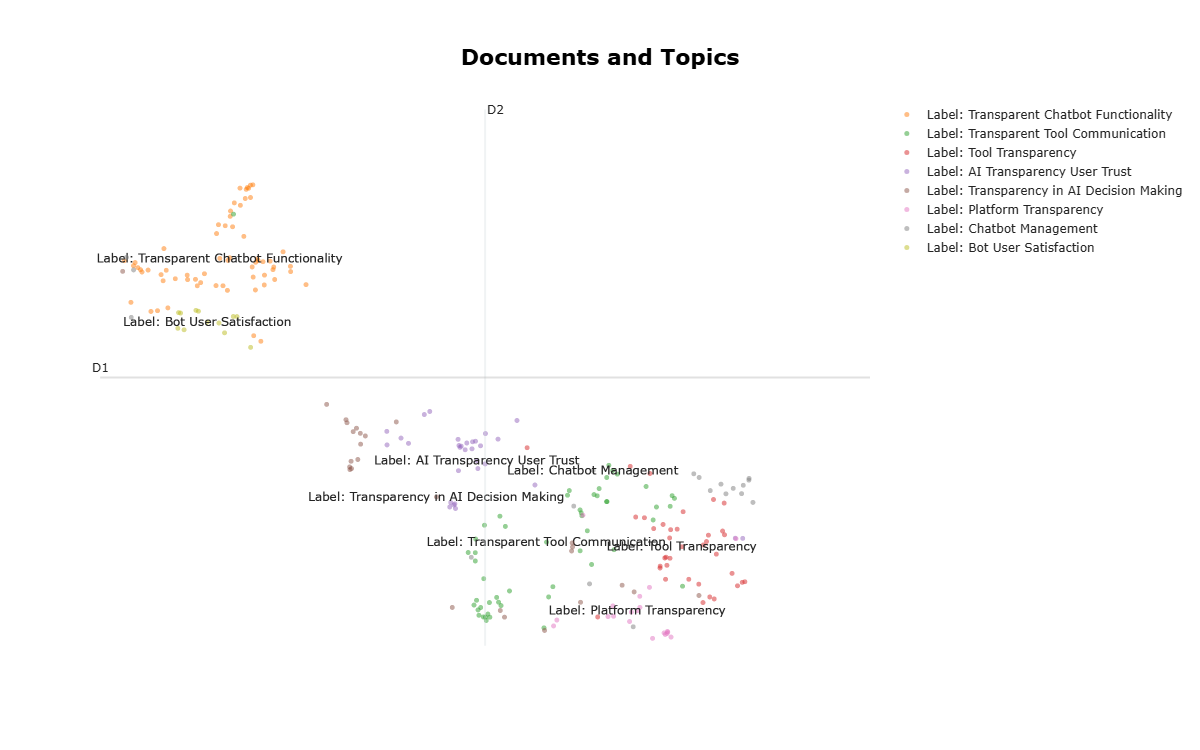 Documents and Topics
D2
Label: Transparent Chatbot Functionality
Label: Transparent Tool Communication
Label: Tool Transparency
Label: AI Transparency User Trust
Label: Transparency in AI Decision Making
Label: Platform Transparency
Label: Chatbot Management
Label: Bot User Satisfaction
Label: Transparent Chatbot Functionality
Label: Bot User Satisfaction
D1
Label: AI Transparency User Trust
Label: Chatbot Management
Label: Transparency in AI Decision Making
Label: Transparent Tool Communication
Label: Tool Transparency
Label: Platform Transparency